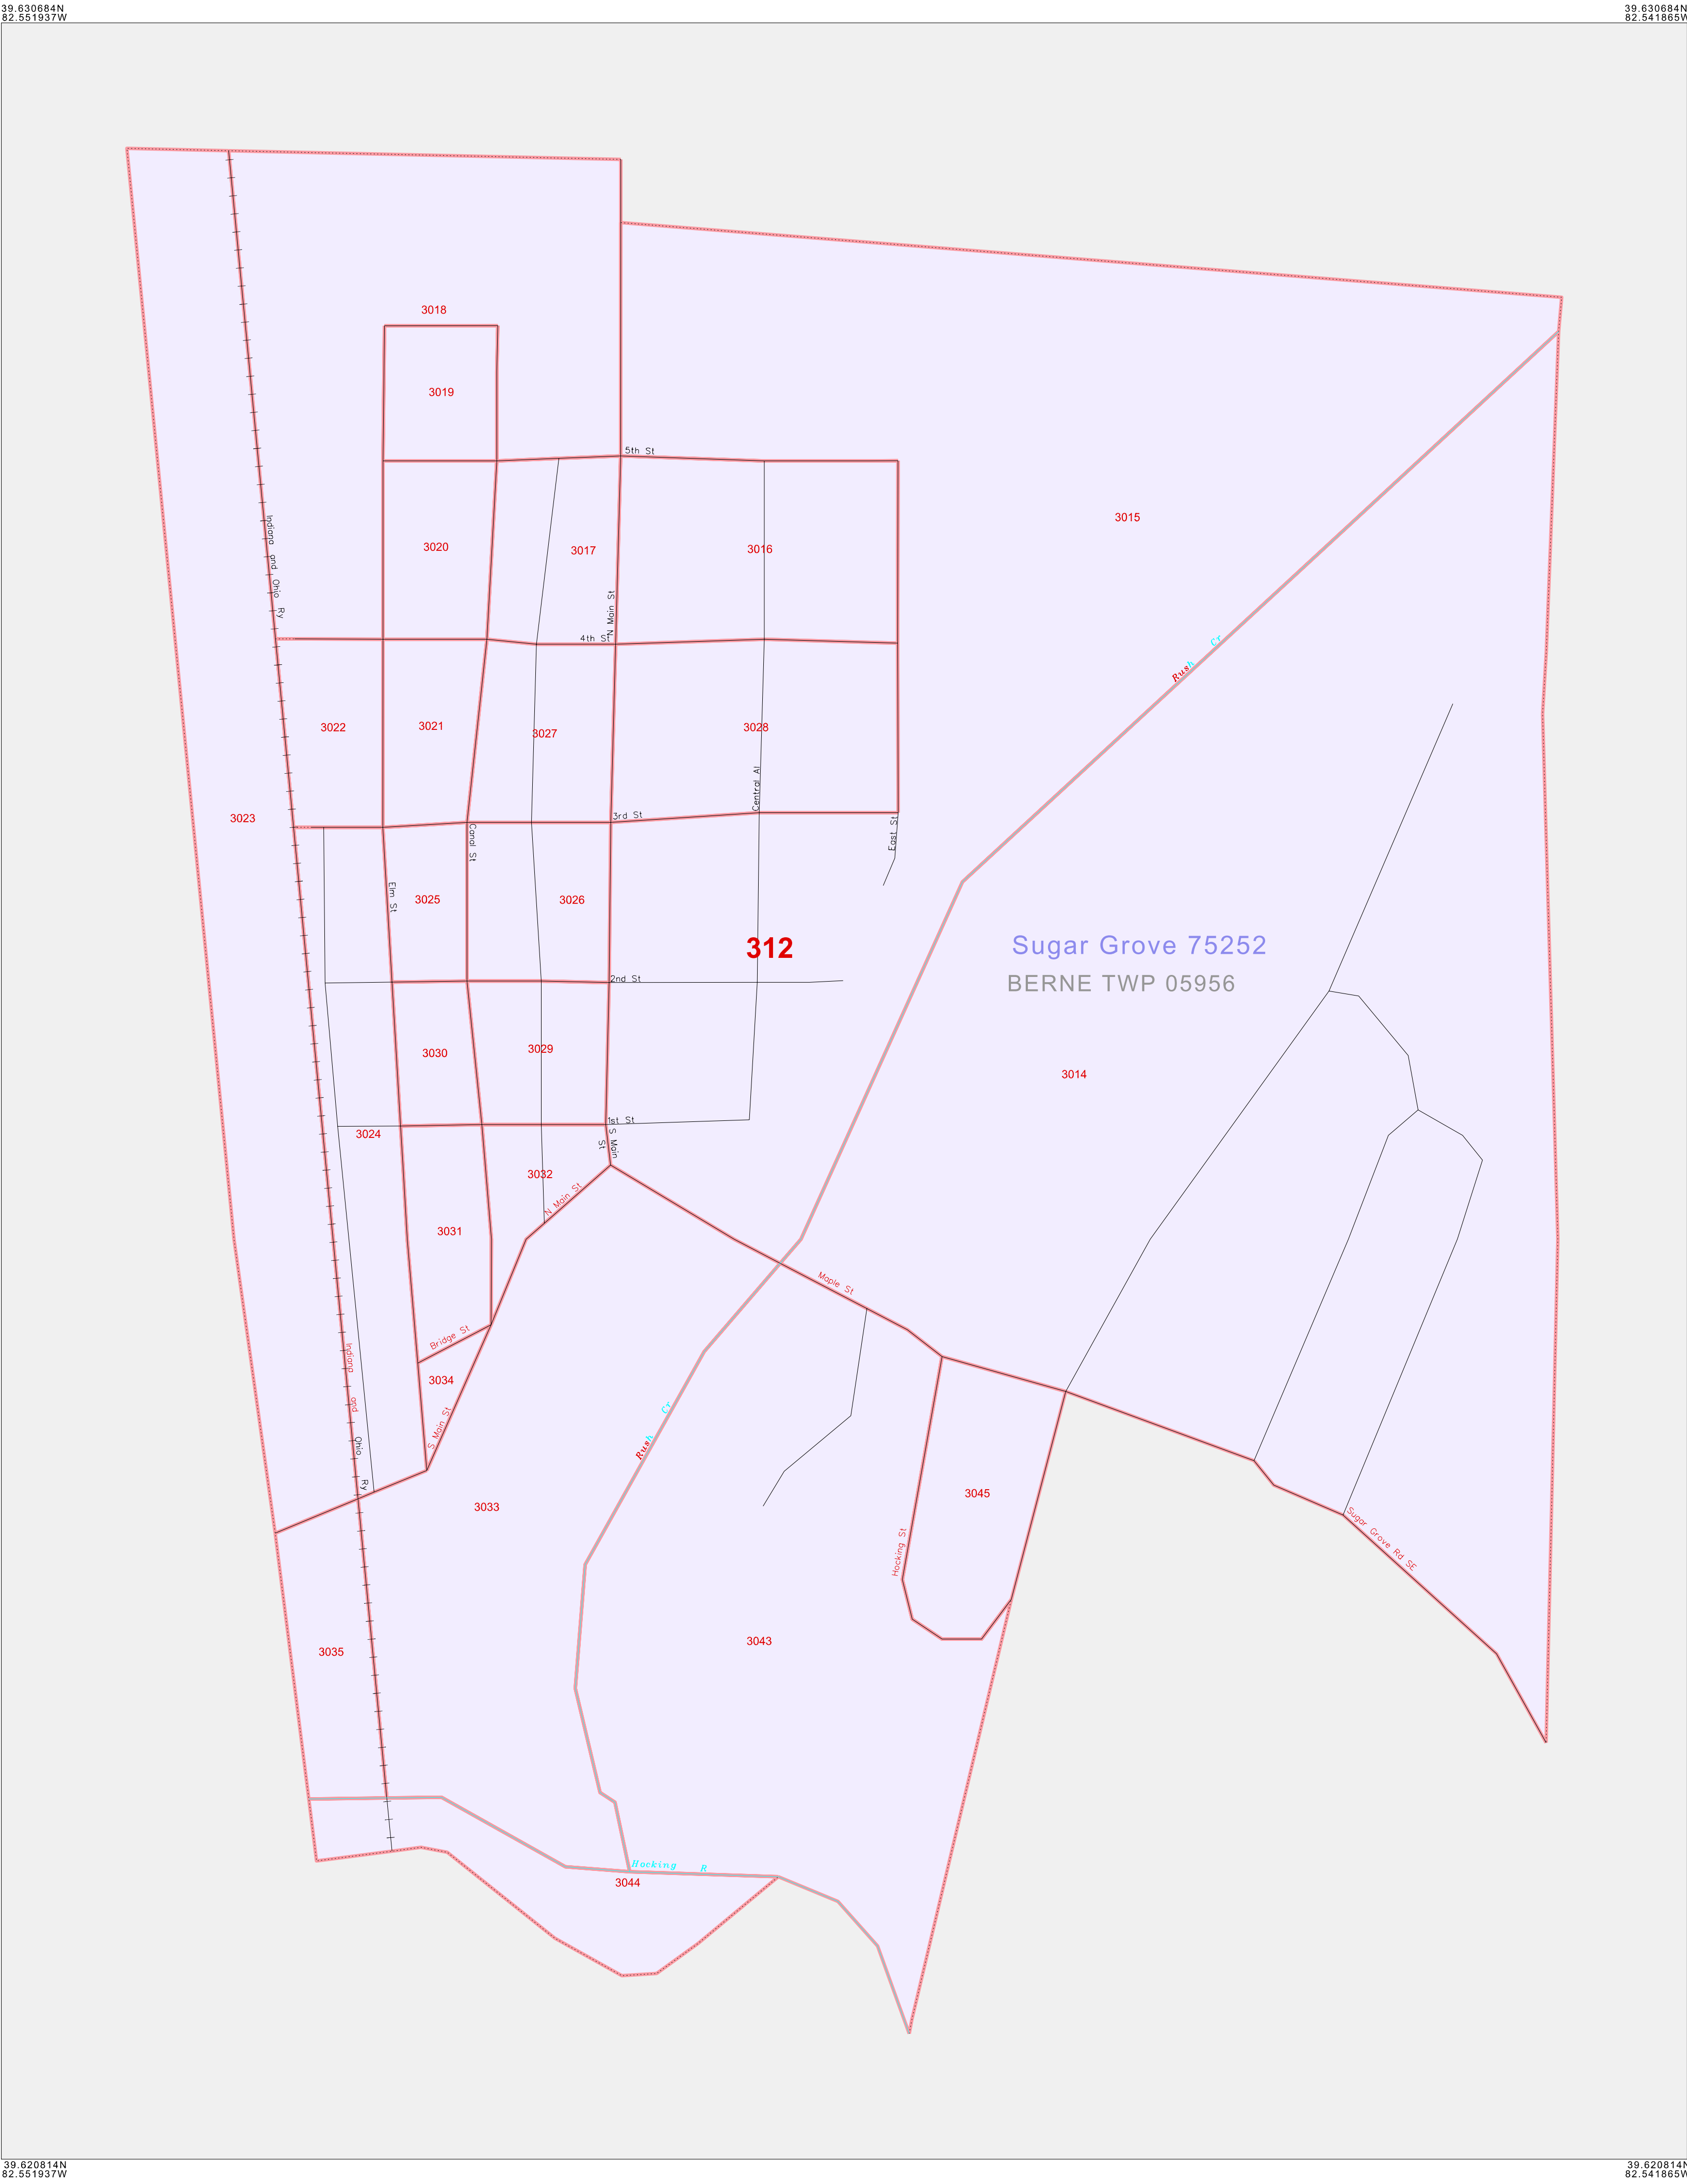 39.630684N
82.551937W
39.630684N
82.541865W
3018
3019
5th St
Indiana and Ohio Ry
3020
3017
3016
3015
N Main St
4th St
Rush Cr
3022
3021
3027
3028
Central Al
3023
3rd St
Canal St
East St
Elm St
3025
3026
312
Sugar Grove 75252
BERNE TWP 05956
2nd St
3030
3029
3014
1st St
3024
S Main St
3032
N Main St
3031
Maple St
Bridge St
Indiana and Ohio Ry
3034
S Main St
Rush Cr
3033
3045
Hocking St
Sugar Grove Rd SE
3035
3043
Hocking R
3044
39.620814N
82.551937W
39.620814N
82.541865W